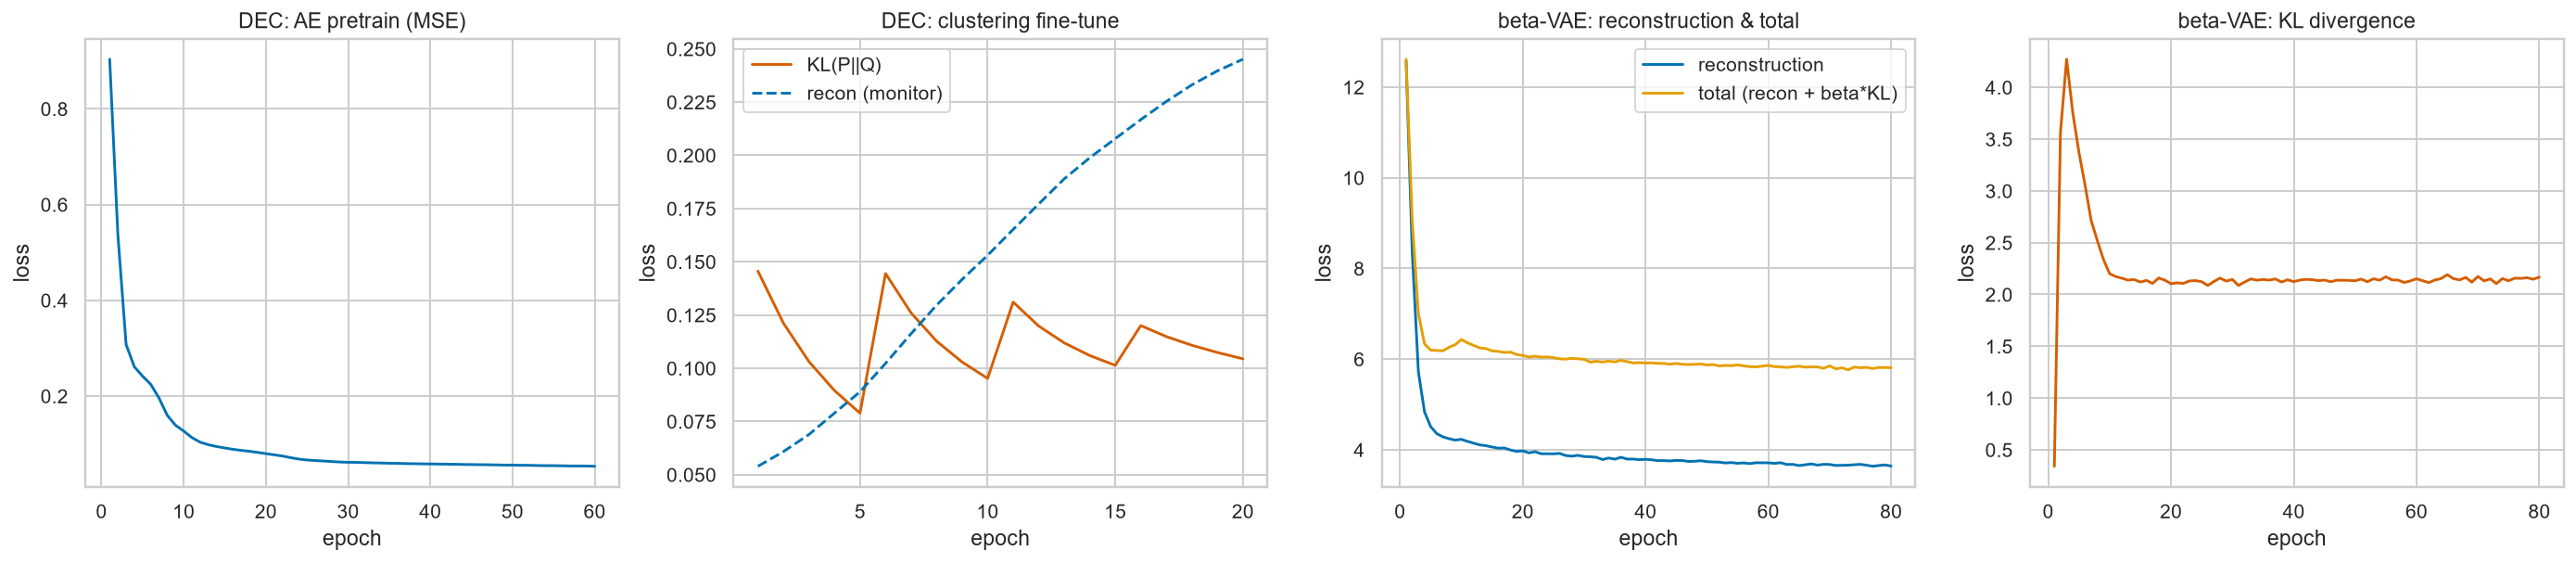 DEC: AE pretrain (MSE)
loss
0.8
0.6
0.4
0.2
0 10 20 30 40 50 60
epoch
DEC: clustering fine-tune
KL(P||Q)
recon (monitor)
loss
0.250
0.225
0.200
0.175
0.150
0.125
0.100
0.075
0.050
5 10 15 20
epoch
beta-VAE: reconstruction & total
reconstruction
total (recon + beta*KL)
loss
12
10
8
6
4
0 20 40 60 80
epoch
beta-VAE: KL divergence
loss
4.0
3.5
3.0
2.5
2.0
1.5
1.0
0.5
0 20 40 60 80
epoch